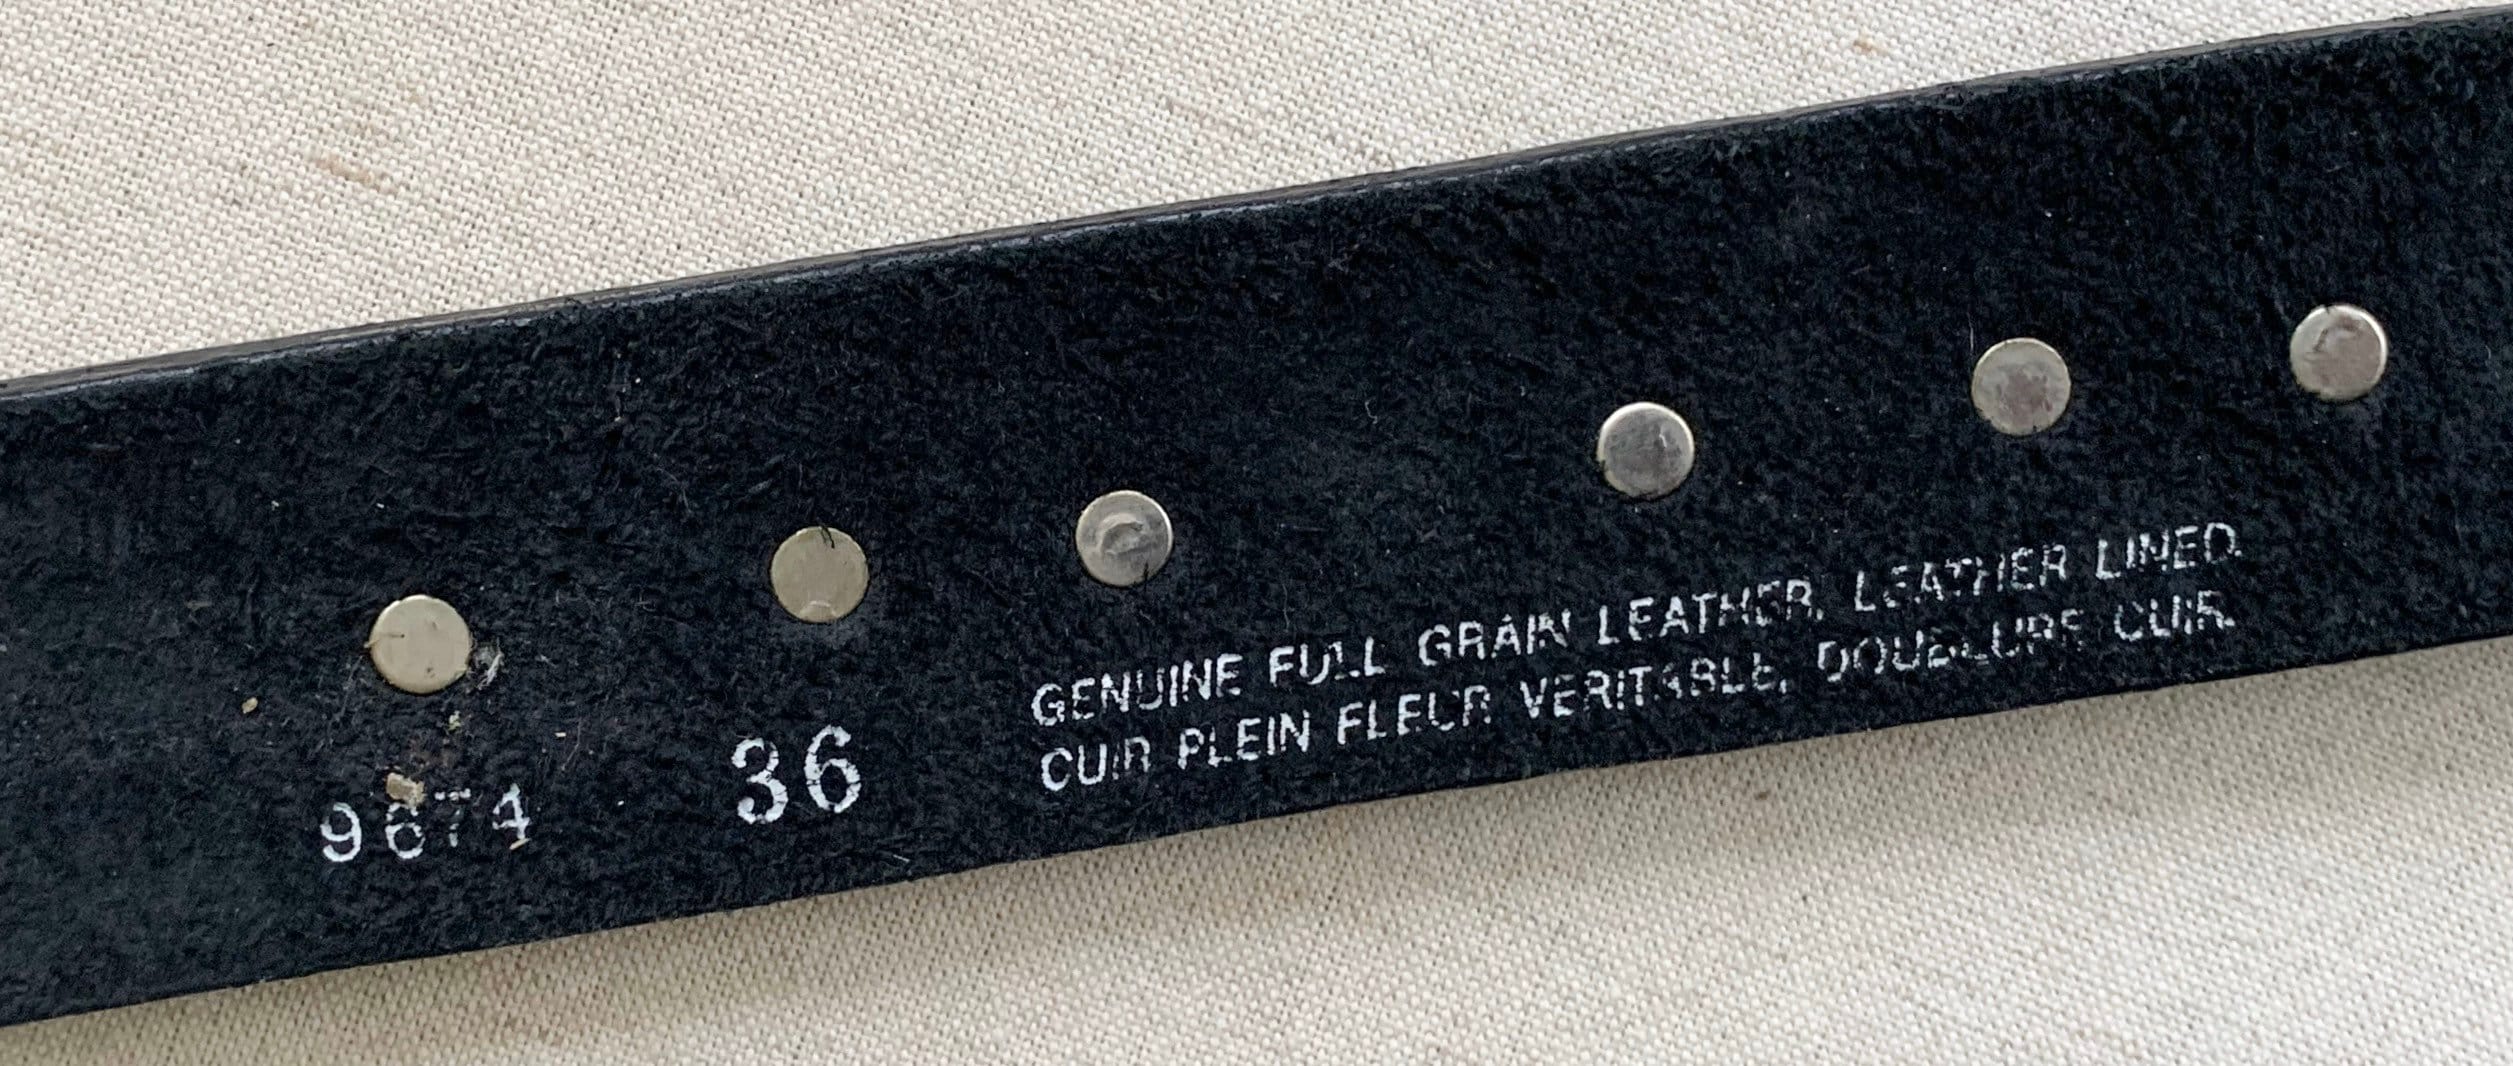 9674
36
GENUINE FULL GRAIN LEATHER, LEATHER LINED.
CUIR PLEIN FLEUR VERITABLE, DOUBLURE CUIR.